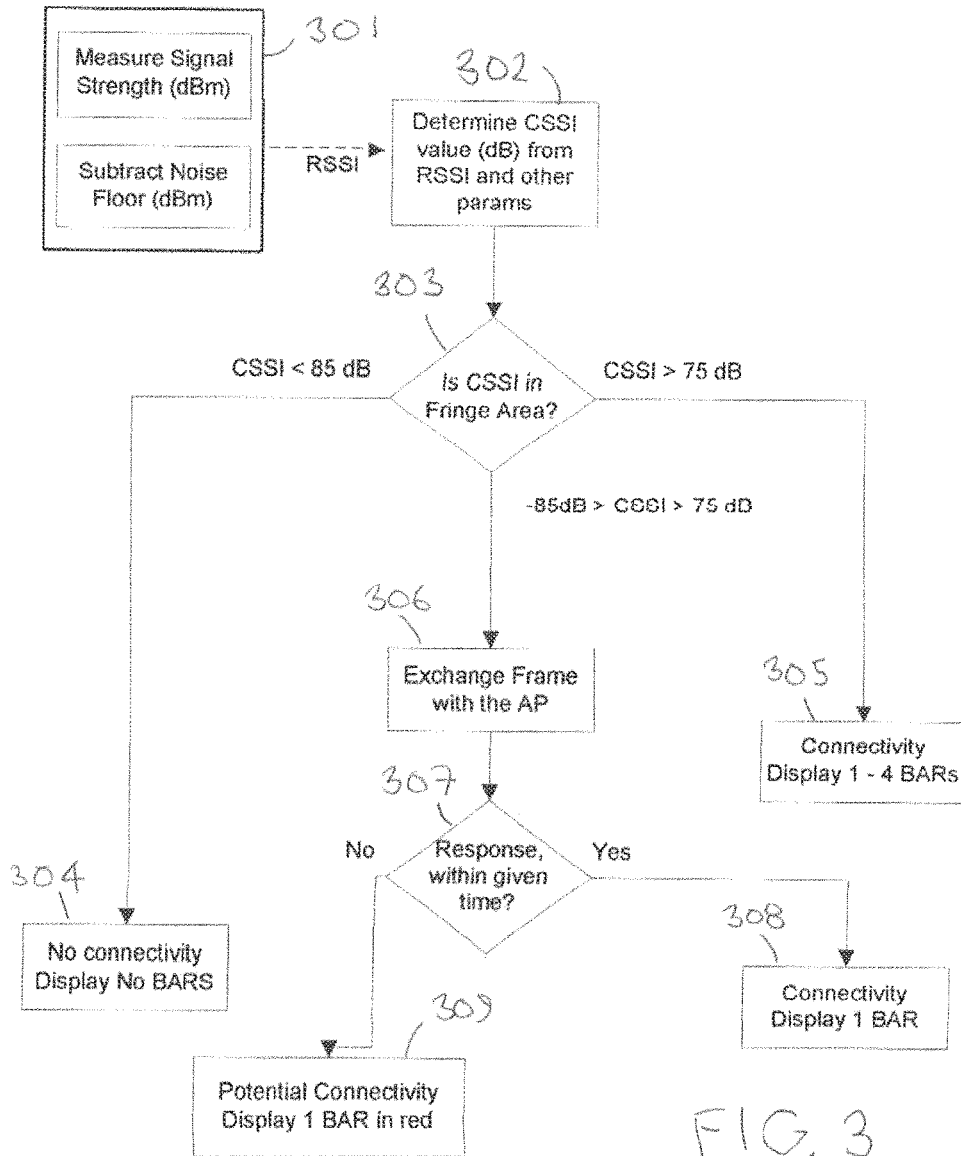 301
Measure Signal
Strength (dBm)
Subtract Noise
Floor (dBm)
RSSI
302
Determine CSSI
value (dB) from
RSSI and other
params
303
Is CSSI in
Fringe Area?
CSSI < 85 dB
CSSI > 75 dB
-85dB > CSSI > 75 dD
306
Exchange Frame
with the AP
305
Connectivity
Display 1 - 4 BARs
307
No
Response,
within given
time?
Yes
304
No connectivity
Display No BARS
308
Connectivity
Display 1 BAR
309
Potential Connectivity
Display 1 BAR in red
FIG. 3